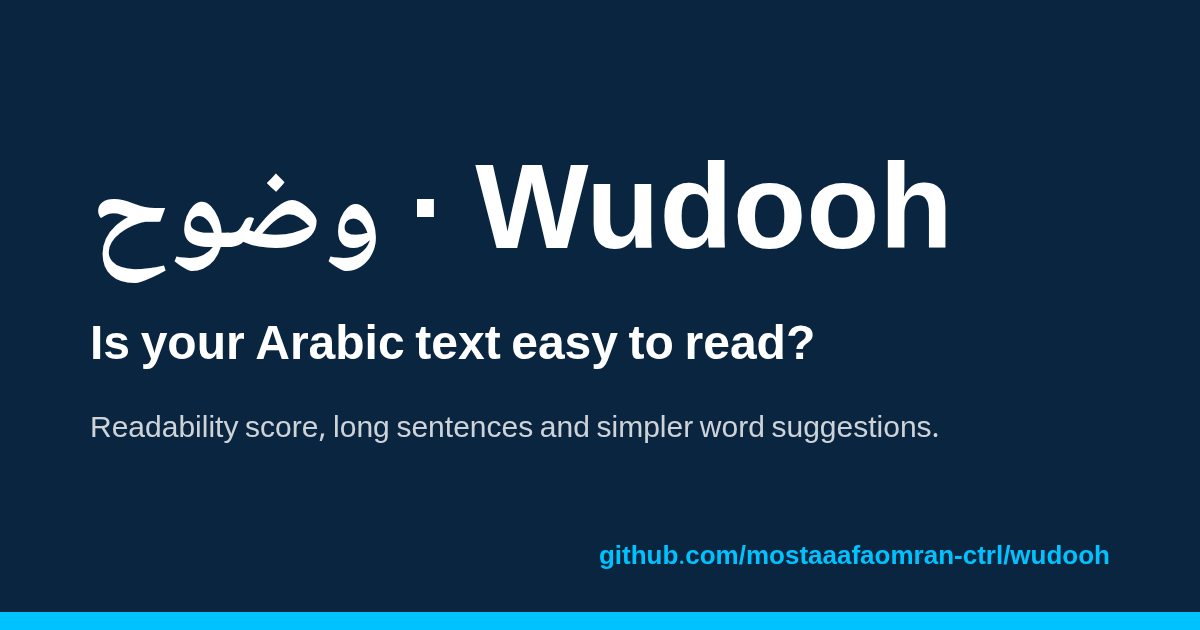 وضوح · Wudooh
Is your Arabic text easy to read?
Readability score, long sentences and simpler word suggestions.
github.com/mostaaafaomran-ctrl/wudooh